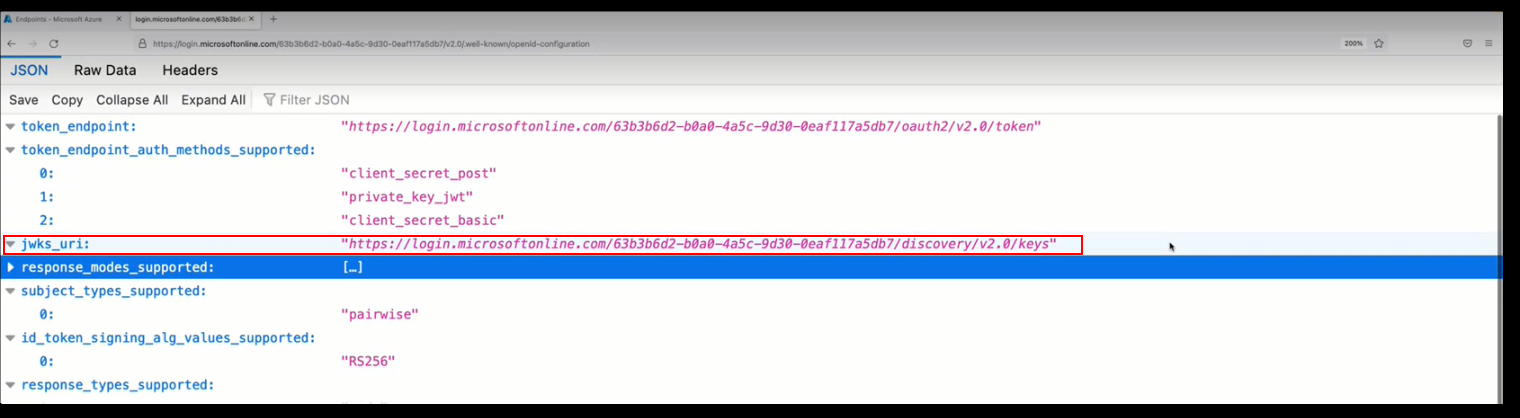 Endpoints - Microsoft Azure
login.microsoftonline.com/63b3b6d
https://login.microsoftonline.com/63b3b6d2-b0a0-4a5c-9d30-0eaf117a5db7/v2.0/.well-known/openid-configuration 200%
JSON Raw Data Headers
Save Copy Collapse All Expand All Filter JSON
token_endpoint: "https://login.microsoftonline.com/63b3b6d2-b0a0-4a5c-9d30-0eaf117a5db7/oauth2/v2.0/token"
token_endpoint_auth_methods_supported:
0: "client_secret_post"
1: "private_key_jwt"
2: "client_secret_basic"
jwks_uri: "https://login.microsoftonline.com/63b3b6d2-b0a0-4a5c-9d30-0eaf117a5db7/discovery/v2.0/keys"
response_modes_supported: […]
subject_types_supported:
0: "pairwise"
id_token_signing_alg_values_supported:
0: "RS256"
response_types_supported: